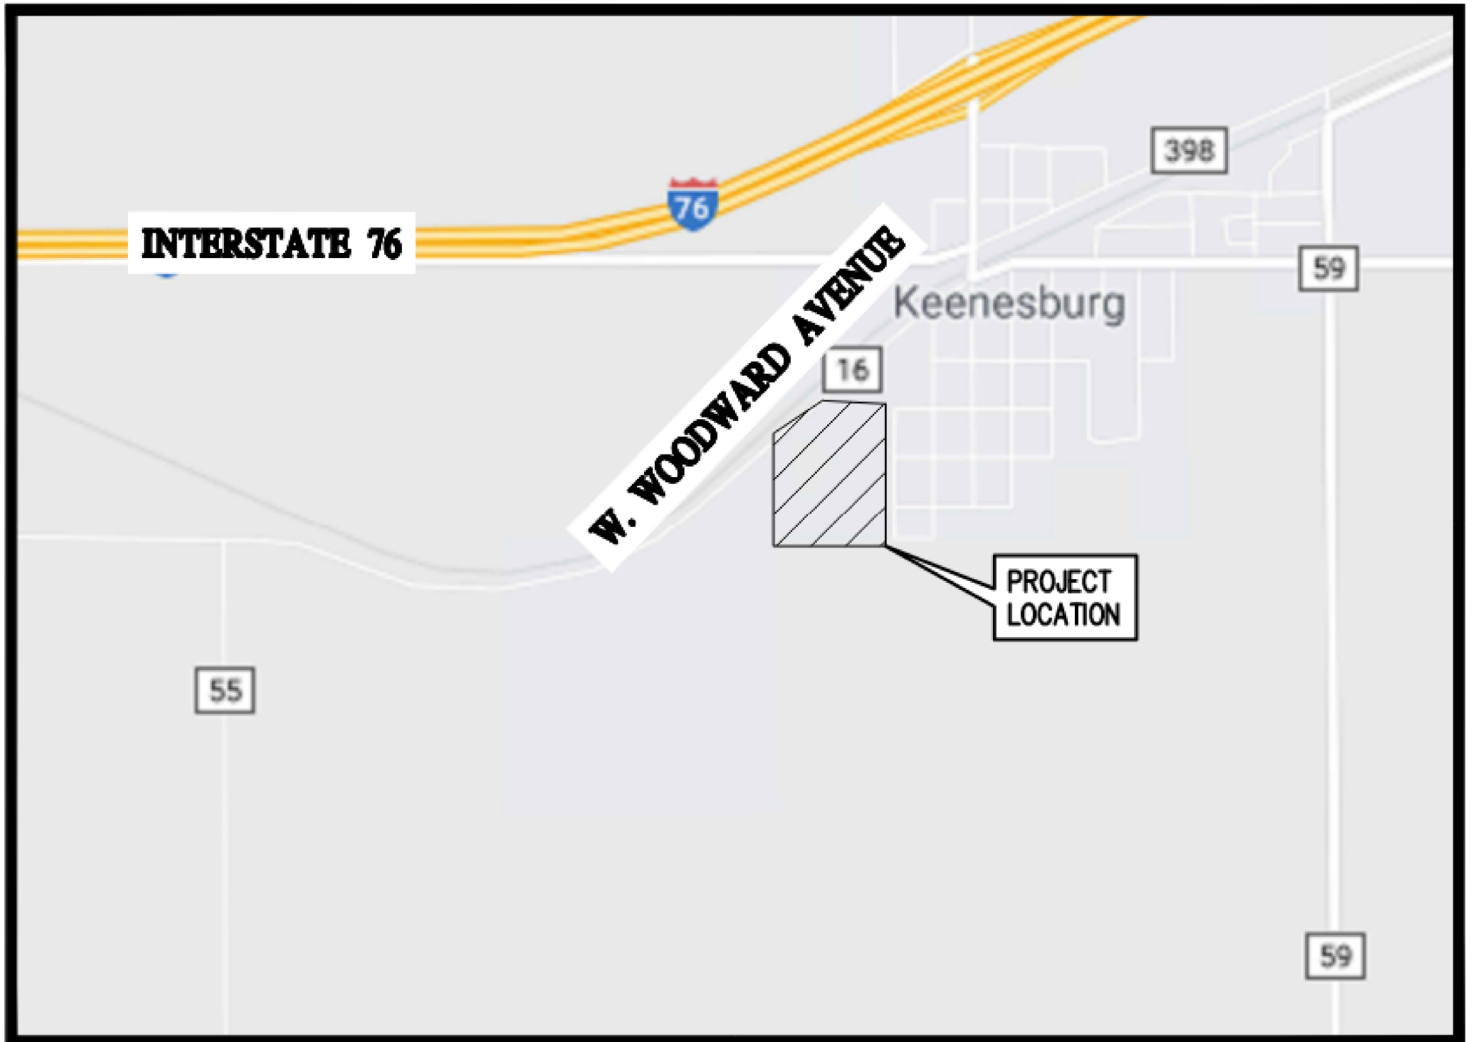 398
76
INTERSTATE 76
59
Keenesburg
W. WOODWARD AVENUE
16
PROJECT
LOCATION
55
59